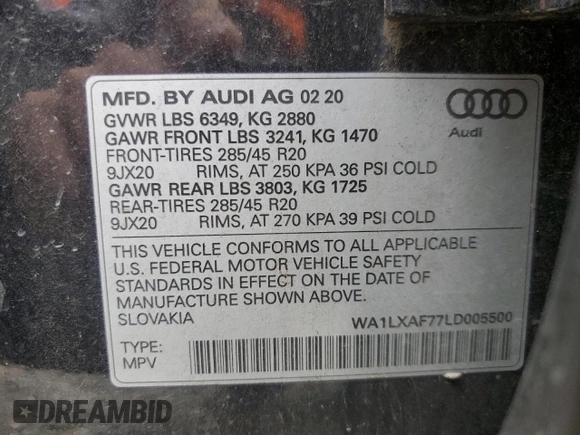 MFD. BY AUDI AG 02 20
GVWR LBS 6349, KG 2880
GAWR FRONT LBS 3241, KG 1470
FRONT-TIRES 285/45 R20
9JX20 RIMS, AT 250 KPA 36 PSI COLD
GAWR REAR LBS 3803, KG 1725
REAR-TIRES 285/45 R20
9JX20 RIMS, AT 270 KPA 39 PSI COLD
Audi
THIS VEHICLE CONFORMS TO ALL APPLICABLE
U.S. FEDERAL MOTOR VEHICLE SAFETY
STANDARDS IN EFFECT ON THE DATE OF
MANUFACTURE SHOWN ABOVE.
SLOVAKIA WA1LXAF77LD005500
TYPE:
MPV
DREAMBID